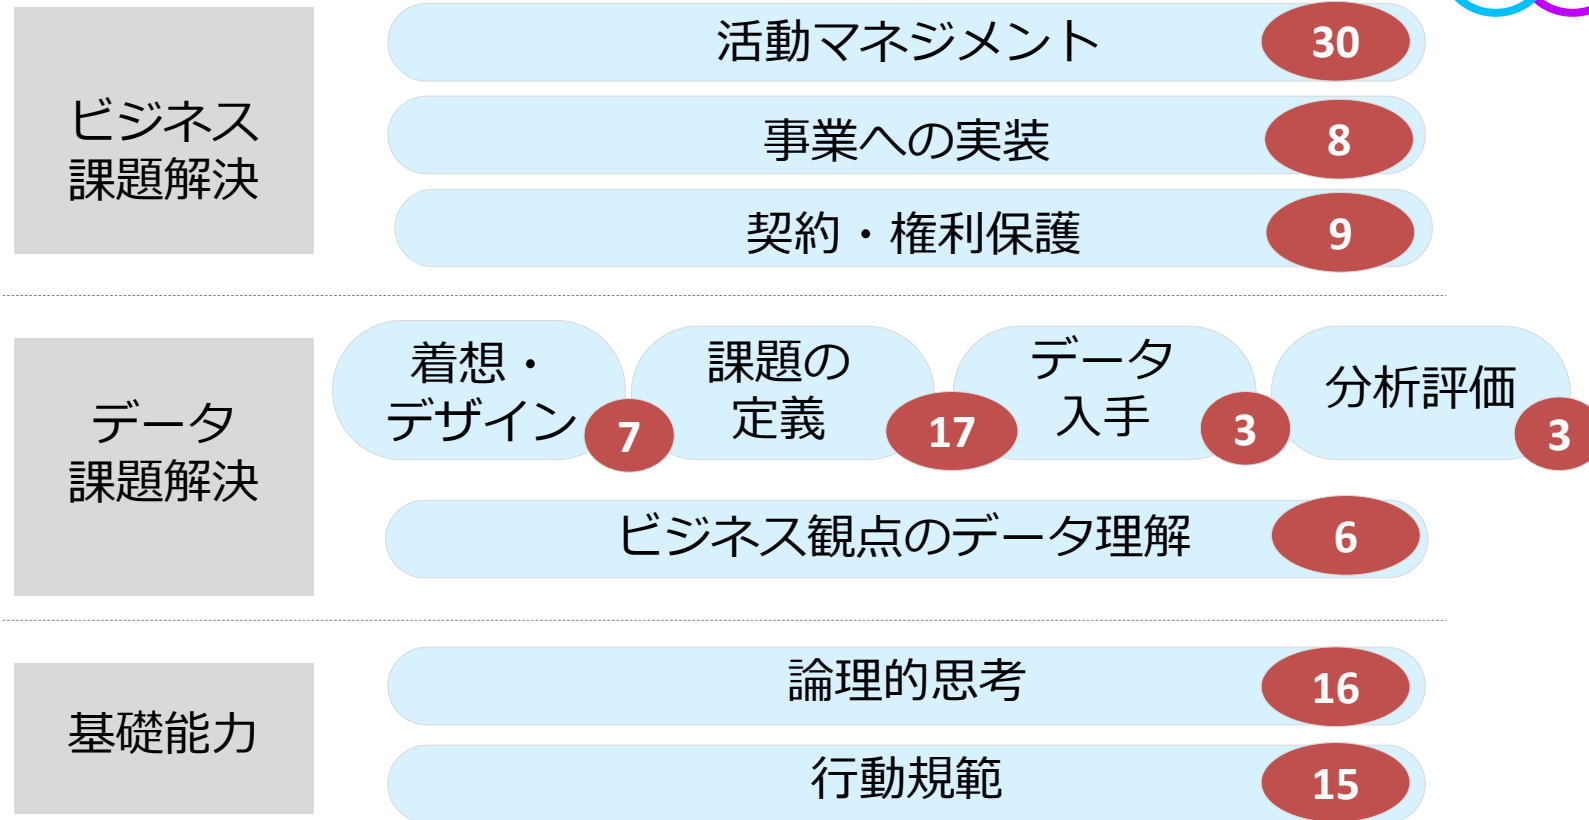 ビジネス
課題解決
活動マネジメント
30
事業への実装
8
契約・権利保護
9
データ
課題解決
着想・
デザイン
7
課題の
定義
17
データ
入手
3
分析評価
3
ビジネス観点のデータ理解
6
基礎能力
論理的思考
16
行動規範
15